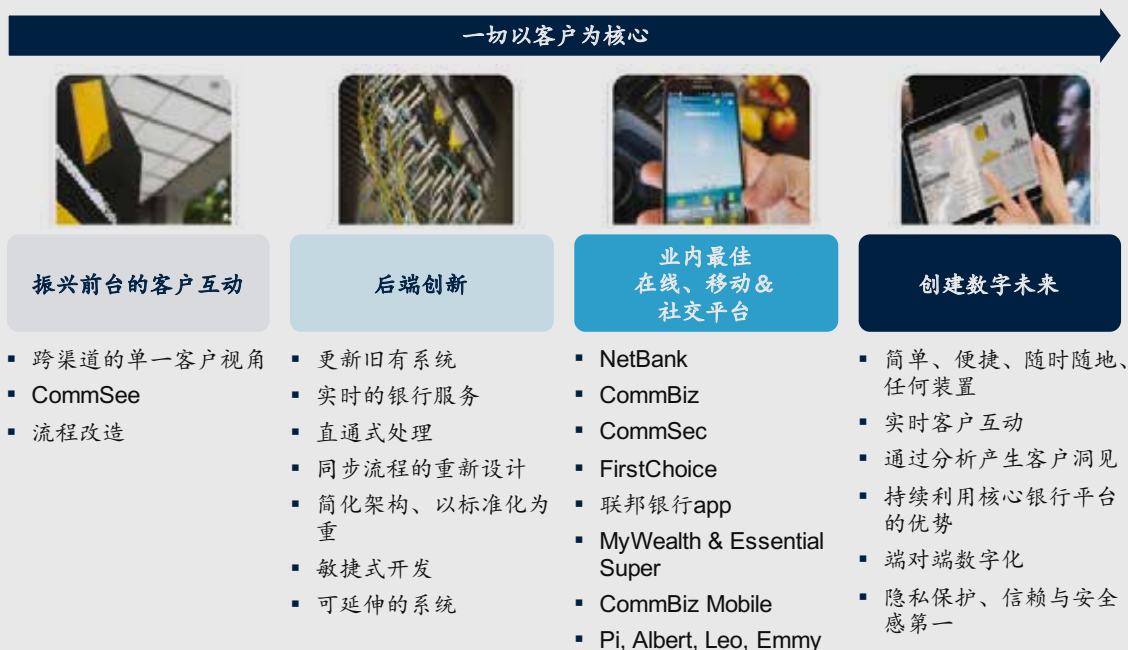 一切以客户为核心
振兴前台的客户互动
▪ 跨渠道的单一客户视角
▪ CommSee
▪ 流程改造
后端创新
▪ 更新旧有系统
▪ 实时的银行服务
▪ 直通式处理
▪ 同步流程的重新设计
▪ 简化架构、以标准化为
重
▪ 敏捷式开发
▪ 可延伸的系统
业内最佳
在线、移动&
社交平台
▪ NetBank
▪ CommBiz
▪ CommSec
▪ FirstChoice
▪ 联邦银行app
▪ MyWealth & Essential
Super
▪ CommBiz Mobile
▪ Pi, Albert, Leo, Emmy
创建数字未来
▪ 简单、便捷、随时随地、
任何装置
▪ 实时客户互动
▪ 通过分析产生客户洞见
▪ 持续利用核心银行平台
的优势
▪ 端对端数字化
▪ 隐私保护、信赖与安全
感第一